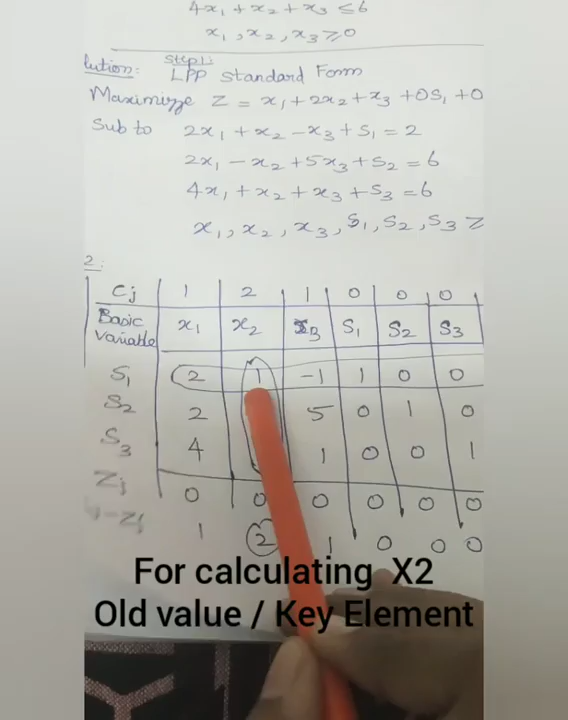 4x₁ + x₂ + x₃ ≤ 6
x₁, x₂, x₃ ≥ 0
lution: Step1:
LPP Standard Form
Maximize Z = x₁ + 2x₂ + x₃ + 0S₁ + 0
Sub to 2x₁ + x₂ - x₃ + S₁ = 2
2x₁ - x₂ + 5x₃ + S₂ = 6
4x₁ + x₂ + x₃ + S₃ = 6
x₁, x₂, x₃, S₁, S₂, S₃ ≥
2:
Cj 1 2 1 0 0 0
Basic Variable x₁ x₂ x₃ S₁ S₂ S₃
S₁ 2 1 -1 1 0 0
S₂ 2 5 0 1 0
S₃ 4 1 0 0 1
Zj 0 0 0 0 0 0
-Zj 1 2 1 0 0 0
For calculating X2
Old value / Key Element